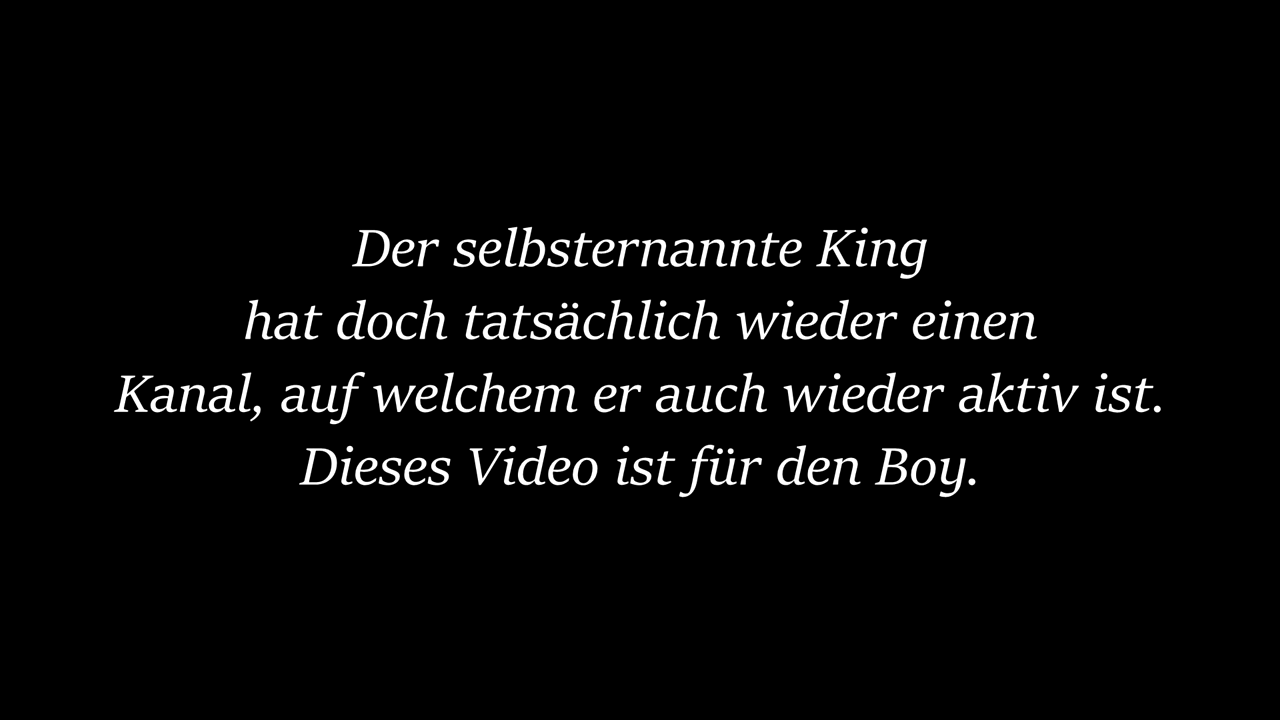 Der selbsternannte King
hat doch tatsächlich wieder einen
Kanal, auf welchem er auch wieder aktiv ist.
Dieses Video ist für den Boy.